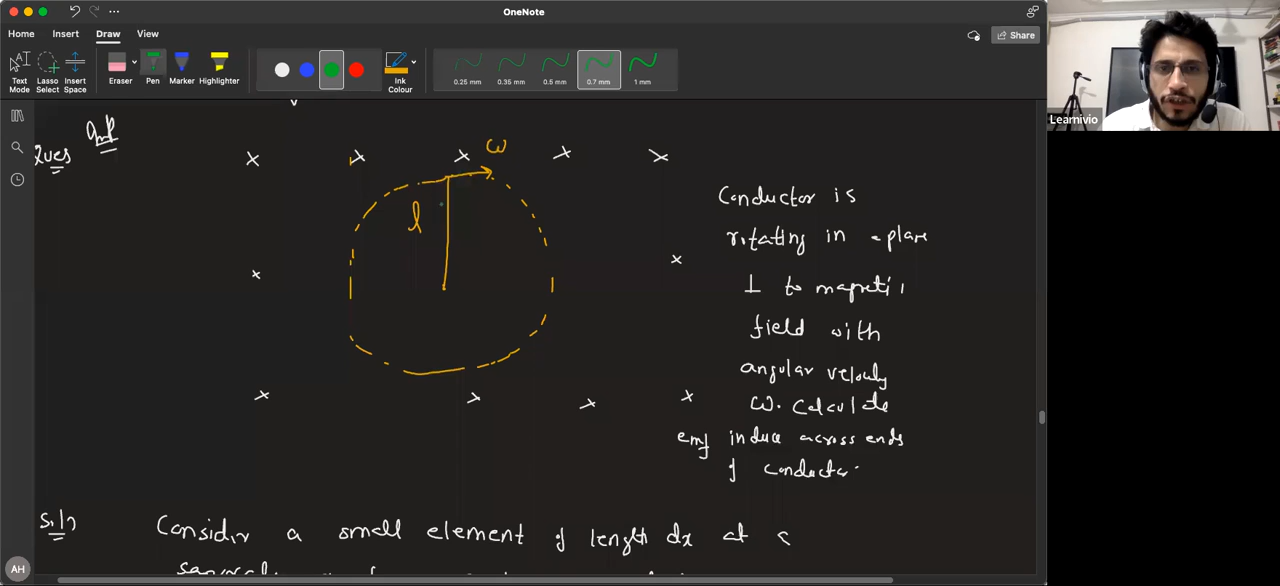 OneNote
Home Insert Draw View
Share
Text Mode
Lasso Select
Insert Space
Eraser
Pen
Marker
Highlighter
Ink Colour
0.25 mm
0.35 mm
0.5 mm
0.7 mm
1 mm
Learnivio
Ques
Imp
ω
l
Conductor is
rotating in a plane
⊥ to magneti
field with
angular velocity
ω. Calculate
emf induce across ends
of conductor.
Soln
Consider a small element of length dx at a
AH